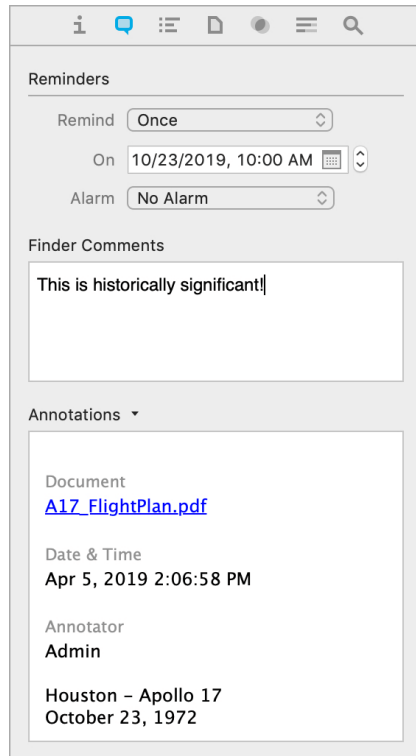 Reminders
Remind Once
On 10/23/2019, 10:00 AM
Alarm No Alarm
Finder Comments
This is historically significant!
Annotations
Document
A17_FlightPlan.pdf
Date & Time
Apr 5, 2019 2:06:58 PM
Annotator
Admin
Houston – Apollo 17
October 23, 1972